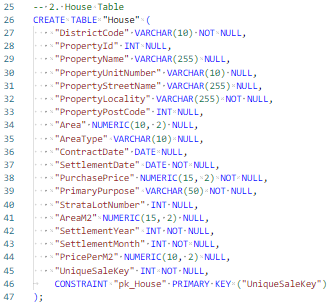 25 -- 2. House Table
26 CREATE TABLE "House" (
27 "DistrictCode" VARCHAR(10) NOT NULL,
28 "PropertyId" INT NULL,
29 "PropertyName" VARCHAR(255) NULL,
30 "PropertyUnitNumber" VARCHAR(10) NULL,
31 "PropertyStreetName" VARCHAR(255) NULL,
32 "PropertyLocality" VARCHAR(255) NOT NULL,
33 "PropertyPostCode" INT NULL,
34 "Area" NUMERIC(10, 2) NULL,
35 "AreaType" VARCHAR(10) NULL,
36 "ContractDate" DATE NULL,
37 "SettlementDate" DATE NOT NULL,
38 "PurchasePrice" NUMERIC(15, 2) NOT NULL,
39 "PrimaryPurpose" VARCHAR(50) NOT NULL,
40 "StrataLotNumber" INT NULL,
41 "AreaM2" NUMERIC(15, 2) NULL,
42 "SettlementYear" INT NOT NULL,
43 "SettlementMonth" INT NOT NULL,
44 "PricePerM2" NUMERIC(10, 2) NULL,
45 "UniqueSaleKey" INT NOT NULL,
46 CONSTRAINT "pk_House" PRIMARY KEY ("UniqueSaleKey")
47 );